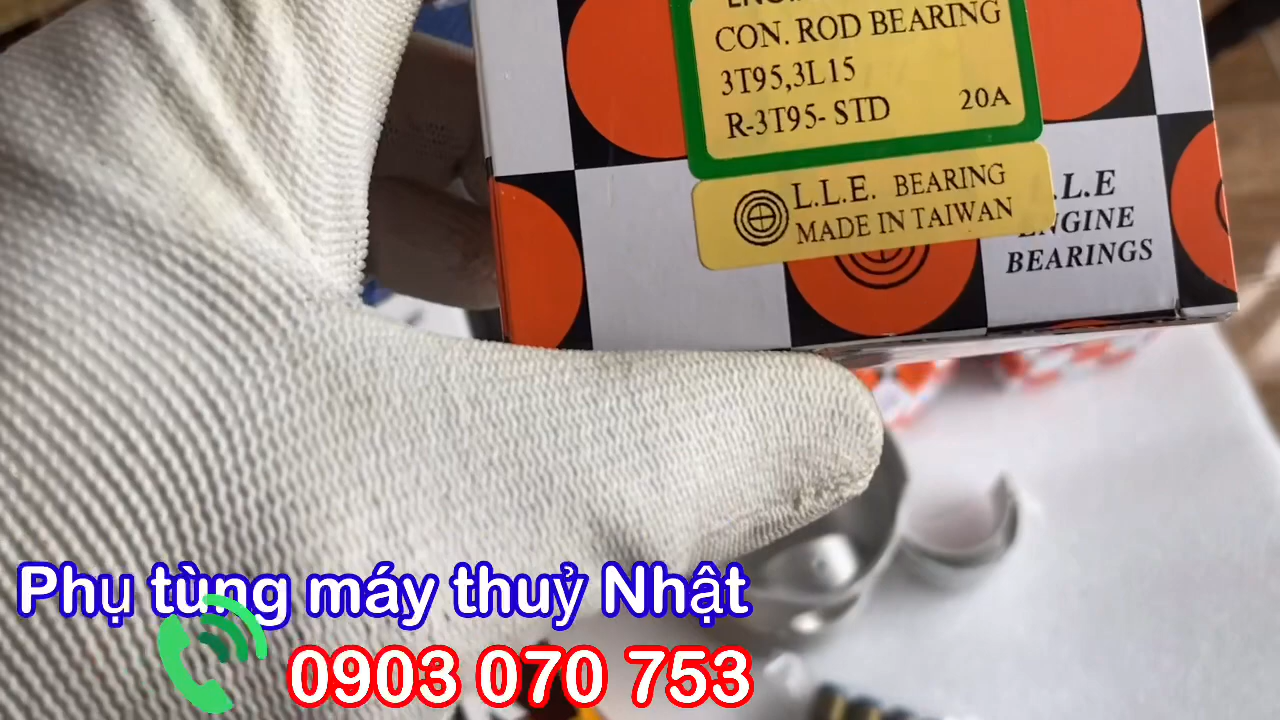 CON. ROD BEARING
3T95,3L15
R-3T95- STD 20A
L.L.E. BEARING
MADE IN TAIWAN
.L.E
ENGINE
BEARINGS
Phụ tùng máy thuỷ Nhật
0903 070 753